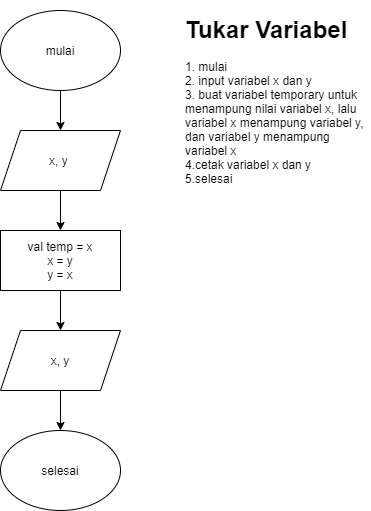 mulai
x, y
val temp = x
x = y
y = x
x, y
selesai
Tukar Variabel
1. mulai
2. input variabel x dan y
3. buat variabel temporary untuk
menampung nilai variabel x, lalu
variabel x menampung variabel y,
dan variabel y menampung
variabel x
4.cetak variabel x dan y
5.selesai